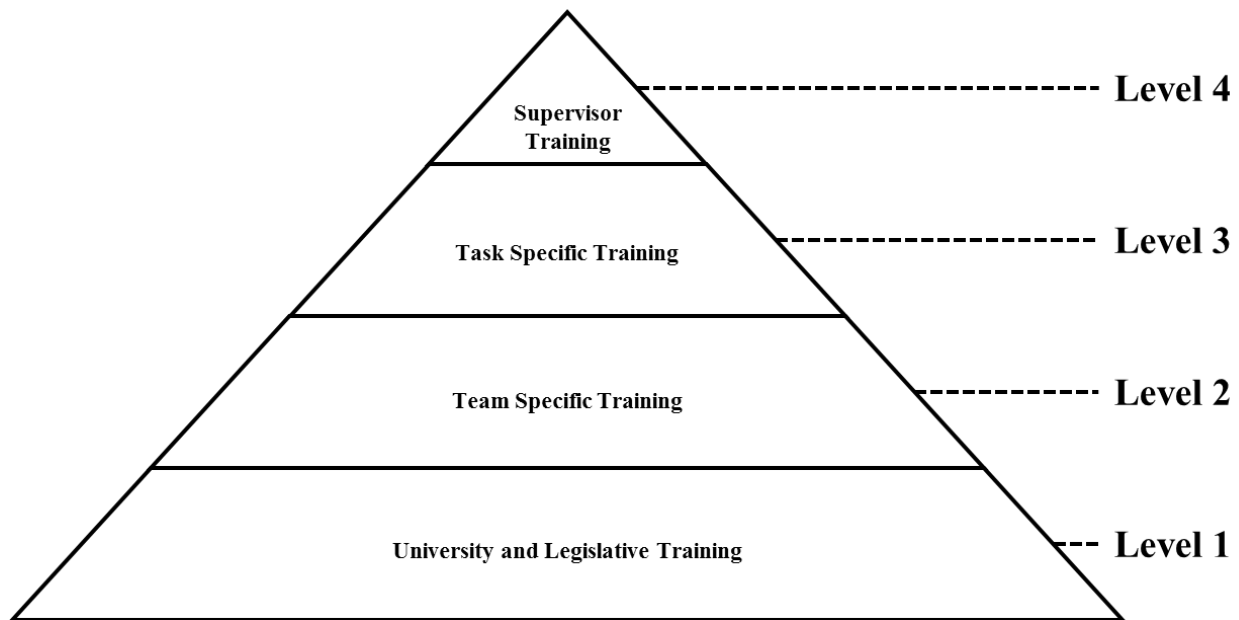 Level 4
Supervisor
Training
Level 3
Task Specific Training
Level 2
Team Specific Training
Level 1
University and Legislative Training